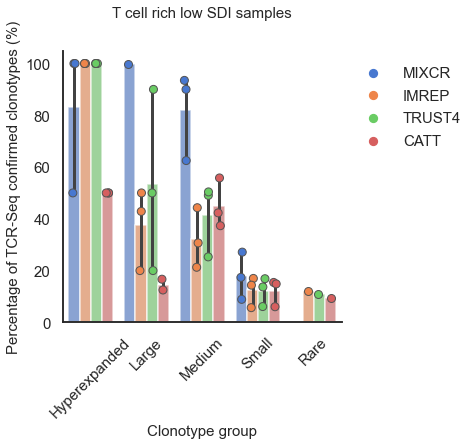 T cell rich low SDI samples
Percentage of TCR-Seq confirmed clonotypes (%)
100
80
60
40
20
0
Hyperexpanded
Large
Medium
Small
Rare
Clonotype group
MIXCR
IMREP
TRUST4
CATT